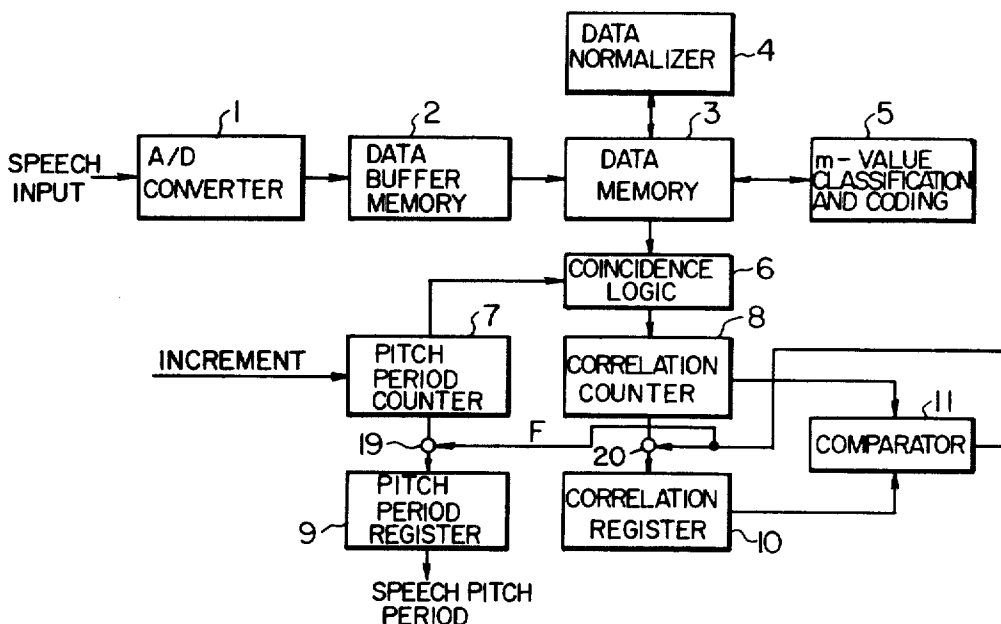 DATA
NORMALIZER
4
1
2
3
5
SPEECH
INPUT
A/D
CONVERTER
DATA
BUFFER
MEMORY
DATA
MEMORY
m-VALUE
CLASSIFICATION
AND CODING
COINCIDENCE
LOGIC
6
7
8
INCREMENT
PITCH
PERIOD
COUNTER
CORRELATION
COUNTER
11
COMPARATOR
19
F
20
PITCH
PERIOD
REGISTER
9
CORRELATION
REGISTER
10
SPEECH PITCH
PERIOD